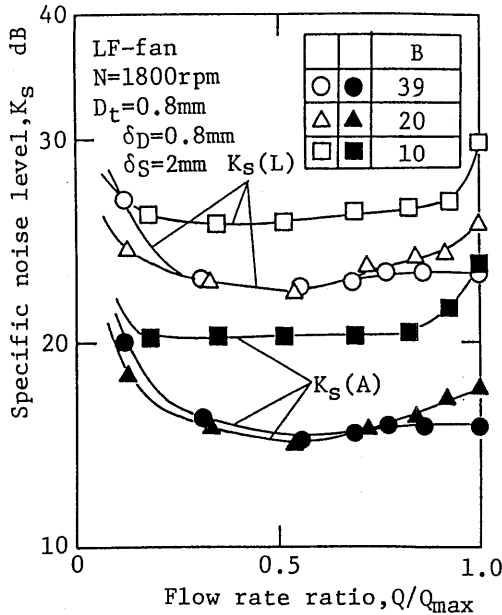 Specific noise level,Ks dB
40
30
20
10
LF-fan
N=1800rpm
Dt=0.8mm
δD=0.8mm
δS=2mm
B
39
20
10
Ks(L)
Ks(A)
0
0.5
1.0
Flow rate ratio,Q/Qmax